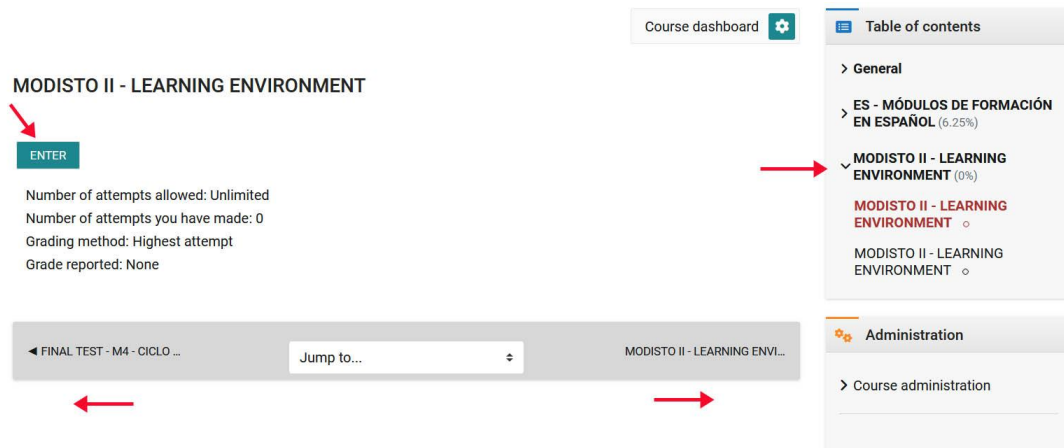 Course dashboard
MODISTO II - LEARNING ENVIRONMENT
ENTER
Number of attempts allowed: Unlimited
Number of attempts you have made: 0
Grading method: Highest attempt
Grade reported: None
◄ FINAL TEST - M4 - CICLO ...
Jump to...
MODISTO II - LEARNING ENVI...
Table of contents
General
ES - MÓDULOS DE FORMACIÓN
EN ESPAÑOL (6.25%)
MODISTO II - LEARNING
ENVIRONMENT (0%)
MODISTO II - LEARNING
ENVIRONMENT
MODISTO II - LEARNING
ENVIRONMENT
Administration
Course administration